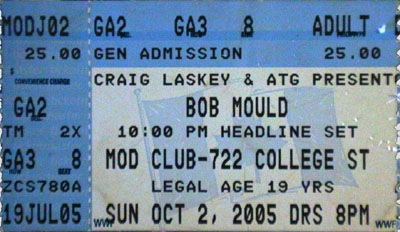 MODJ02 GA2 GA3 8 ADULT
25.00 GEN ADMISSION 25.00
$ CONVENIENCE CHARGE CRAIG LASKEY & ATG PRESENT
GA2 BOB MOULD
TM 2X 10:00 PM HEADLINE SET
GA3 8 MOD CLUB-722 COLLEGE ST
ZCS780A LEGAL AGE 19 YRS
19JUL05 SUN OCT 2, 2005 DRS 8PM